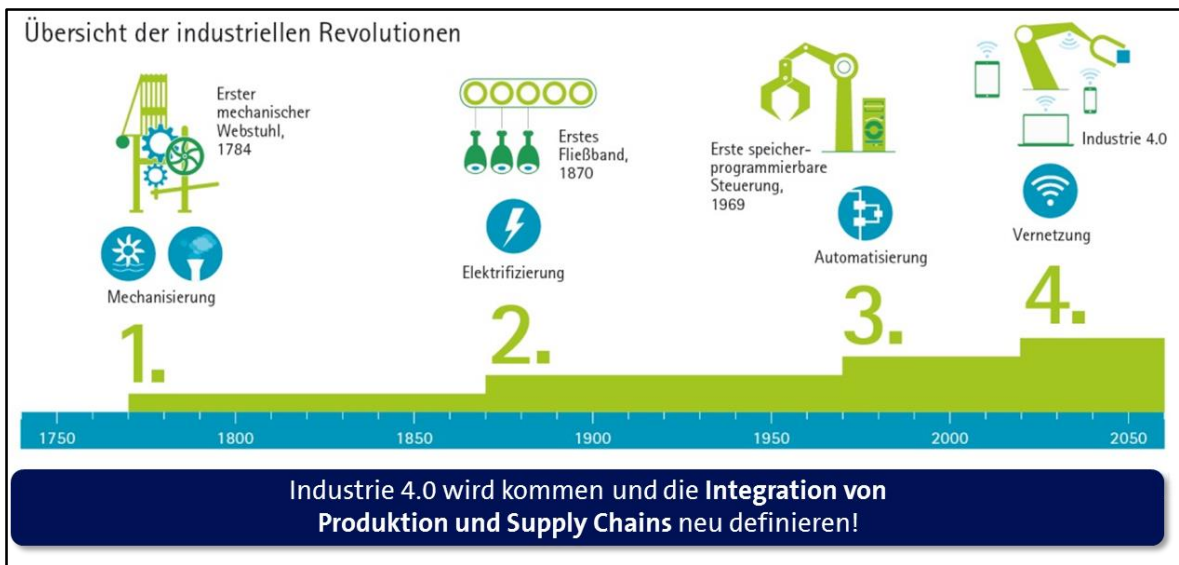 Übersicht der industriellen Revolutionen
Erster
mechanischer
Webstuhl,
1784
Mechanisierung
1.
Erstes
Fließband,
1870
Elektrifizierung
2.
Erste speicher-
programmierbare
Steuerung,
1969
Automatisierung
3.
Industrie 4.0
Vernetzung
4.
1750 1800 1850 1900 1950 2000 2050
Industrie 4.0 wird kommen und die Integration von
Produktion und Supply Chains neu definieren!